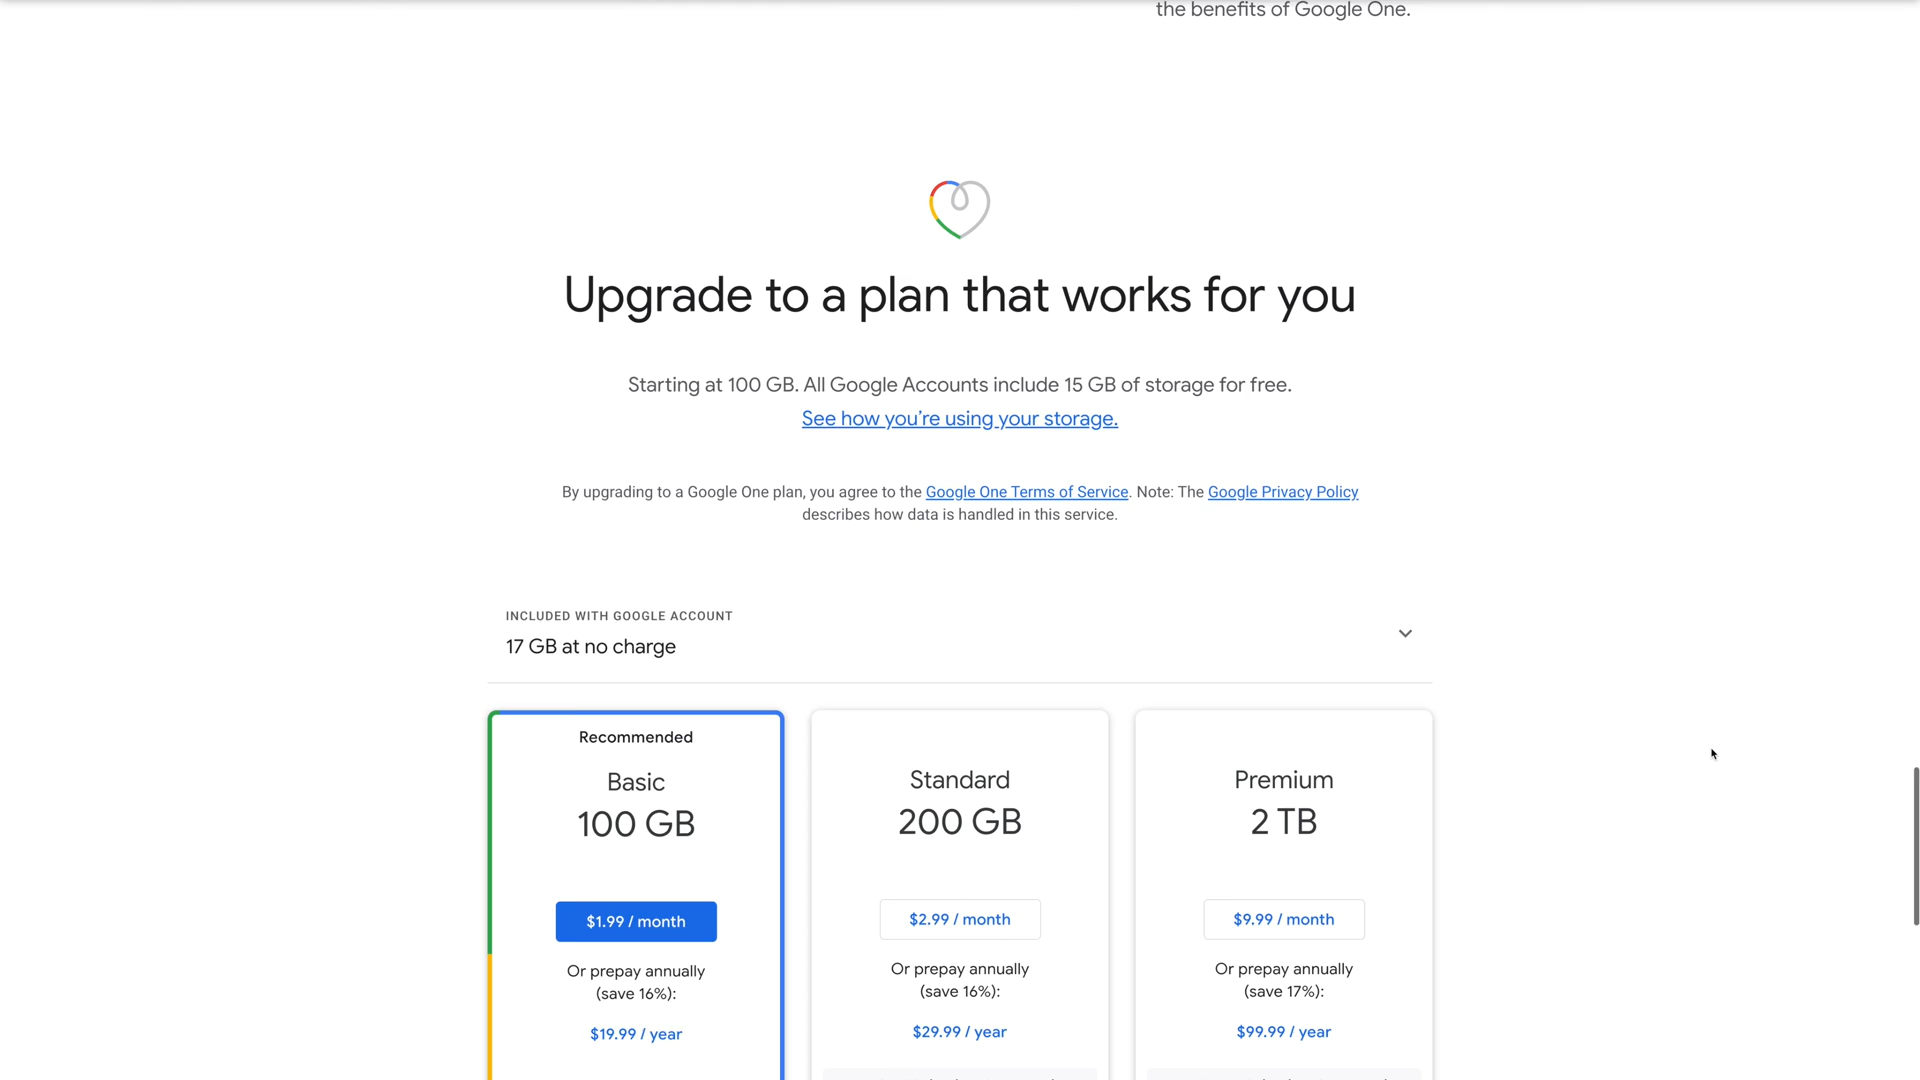 the benefits of Google One.
Upgrade to a plan that works for you
Starting at 100 GB. All Google Accounts include 15 GB of storage for free.
See how you’re using your storage.
By upgrading to a Google One plan, you agree to the Google One Terms of Service. Note: The Google Privacy Policy
describes how data is handled in this service.
INCLUDED WITH GOOGLE ACCOUNT
17 GB at no charge
Recommended
Basic
100 GB
$1.99 / month
Or prepay annually
(save 16%):
$19.99 / year
Standard
200 GB
$2.99 / month
Or prepay annually
(save 16%):
$29.99 / year
Premium
2 TB
$9.99 / month
Or prepay annually
(save 17%):
$99.99 / year